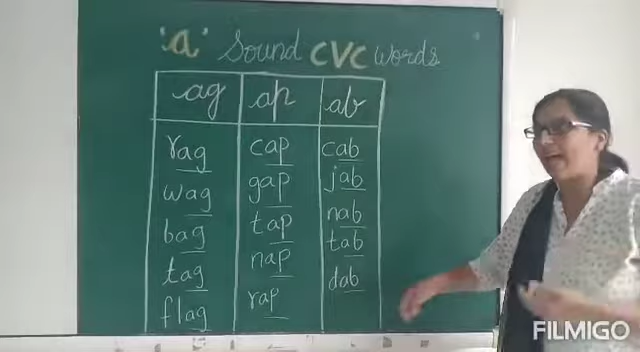 'a' Sound CVC words
ag ap ab
rag cap cab
wag gap jab
bag tap nab
tag nap tab
flag rap dab
FILMIGO